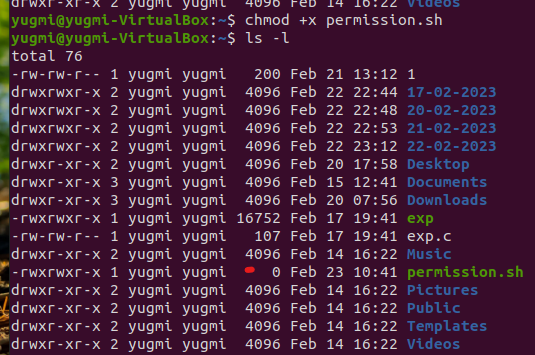 drwxr-xr-x 2 yugmi yugmi 4096 Feb 14 16:22 Videos
yugmi@yugmi-VirtualBox:~$ chmod +x permission.sh
yugmi@yugmi-VirtualBox:~$ ls -l
total 76
-rw-rw-r-- 1 yugmi yugmi 200 Feb 21 13:12 1
drwxrwxr-x 2 yugmi yugmi 4096 Feb 22 22:44 17-02-2023
drwxrwxr-x 2 yugmi yugmi 4096 Feb 22 22:48 20-02-2023
drwxrwxr-x 2 yugmi yugmi 4096 Feb 22 22:53 21-02-2023
drwxrwxr-x 2 yugmi yugmi 4096 Feb 22 23:12 22-02-2023
drwxr-xr-x 2 yugmi yugmi 4096 Feb 20 17:58 Desktop
drwxr-xr-x 3 yugmi yugmi 4096 Feb 15 12:41 Documents
drwxr-xr-x 3 yugmi yugmi 4096 Feb 20 07:56 Downloads
-rwxrwxr-x 1 yugmi yugmi 16752 Feb 17 19:41 exp
-rw-rw-r-- 1 yugmi yugmi 107 Feb 17 19:41 exp.c
drwxr-xr-x 2 yugmi yugmi 4096 Feb 14 16:22 Music
-rwxrwxr-x 1 yugmi yugmi 0 Feb 23 10:41 permission.sh
drwxr-xr-x 2 yugmi yugmi 4096 Feb 14 16:22 Pictures
drwxr-xr-x 2 yugmi yugmi 4096 Feb 14 16:22 Public
drwxr-xr-x 2 yugmi yugmi 4096 Feb 14 16:22 Templates
drwxr-xr-x 2 yugmi yugmi 4096 Feb 14 16:22 Videos